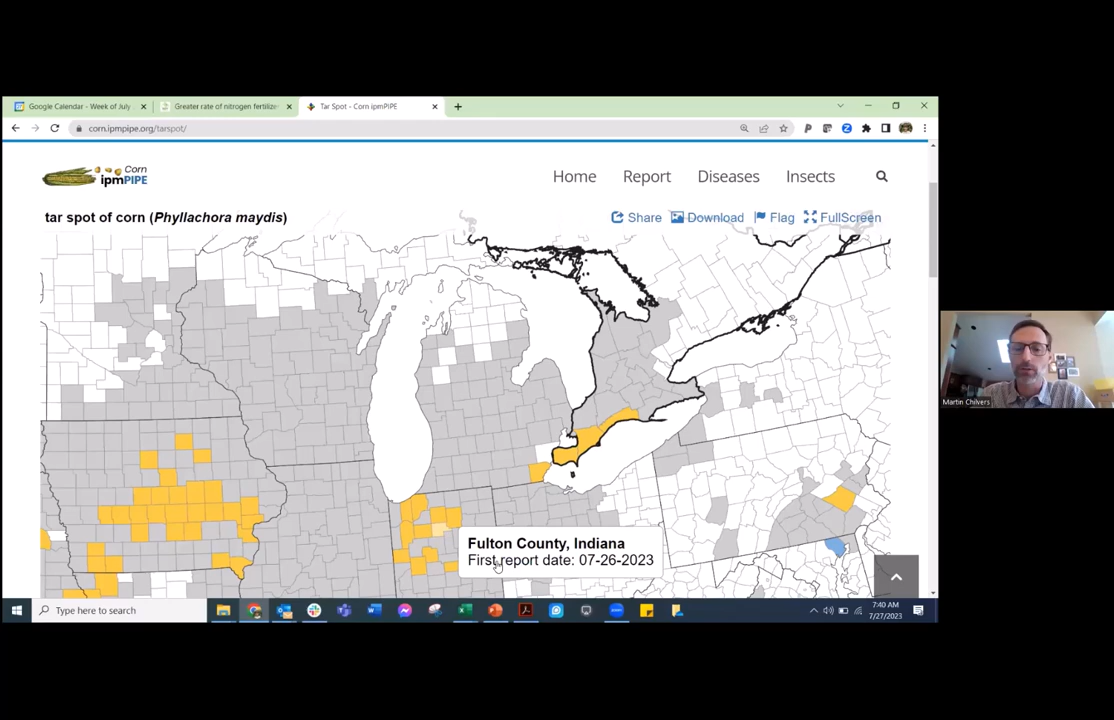 Google Calendar - Week of July
Greater rate of nitrogen fertilize
Tar Spot - Corn ipmPIPE
corn.ipmpipe.org/tarspot/
Corn
ipmPIPE
Home
Report
Diseases
Insects
tar spot of corn (Phyllachora maydis)
Share
Download
Flag
FullScreen
Martin Chilvers
Fulton County, Indiana
First report date: 07-26-2023
Type here to search
7:40 AM
7/27/2023